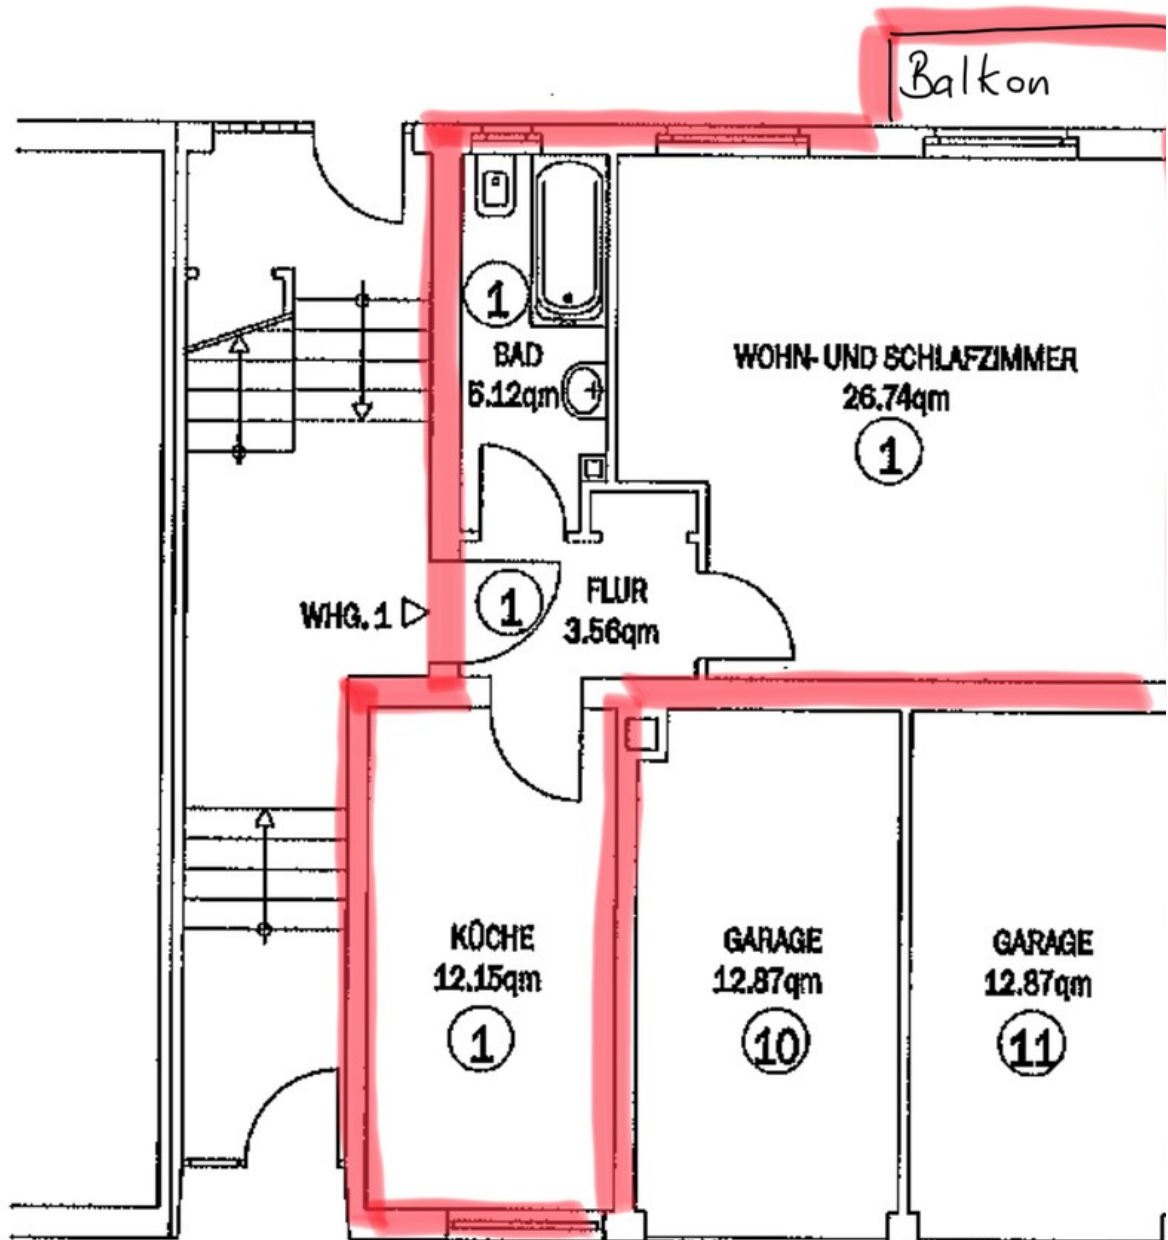 Balkon
1
BAD
5.12qm
WOHN- UND SCHLAFZIMMER
26.74qm
1
WHG. 1
1
FLUR
3.56qm
KÜCHE
12.15qm
1
GARAGE
12.87qm
10
GARAGE
12.87qm
11